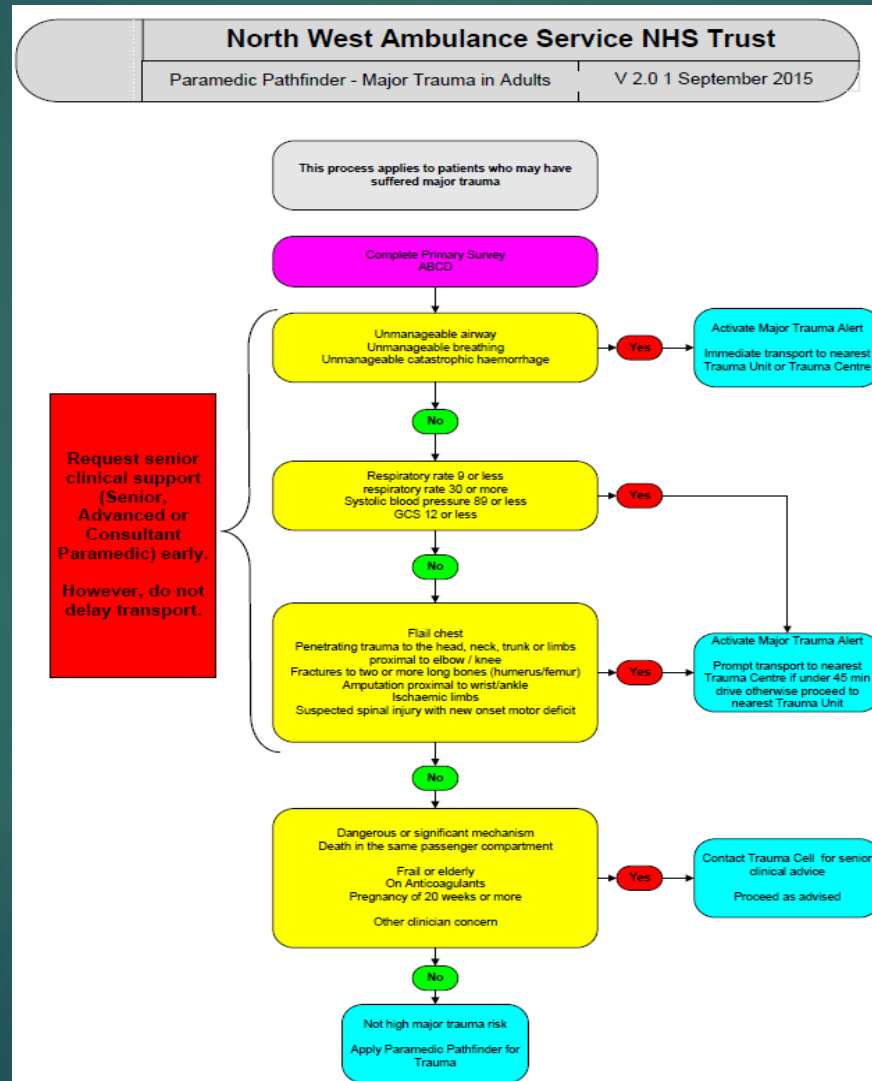 North West Ambulance Service NHS Trust
Paramedic Pathfinder - Major Trauma in Adults
V 2.0 1 September 2015
This process applies to patients who may have
suffered major trauma
Complete Primary Survey
ABCD
Unmanageable airway
Unmanageable breathing
Unmanageable catastrophic haemorrhage
Yes
Activate Major Trauma Alert
Immediate transport to nearest
Trauma Unit or Trauma Centre
No
Request senior
clinical support
(Senior,
Advanced or
Consultant
Paramedic) early.
However, do not
delay transport.
Respiratory rate 9 or less
respiratory rate 30 or more
Systolic blood pressure 89 or less
GCS 12 or less
Yes
No
Flail chest
Penetrating trauma to the head, neck, trunk or limbs
proximal to elbow / knee
Fractures to two or more long bones (humerus/femur)
Amputation proximal to wrist/ankle
Ischaemic limbs
Suspected spinal injury with new onset motor deficit
Yes
Activate Major Trauma Alert
Prompt transport to nearest
Trauma Centre if under 45 min
drive otherwise proceed to
nearest Trauma Unit
No
Dangerous or significant mechanism
Death in the same passenger compartment
Frail or elderly
On Anticoagulants
Pregnancy of 20 weeks or more
Other clinician concern
Yes
Contact Trauma Cell for senior
clinical advice
Proceed as advised
No
Not high major trauma risk
Apply Paramedic Pathfinder for
Trauma